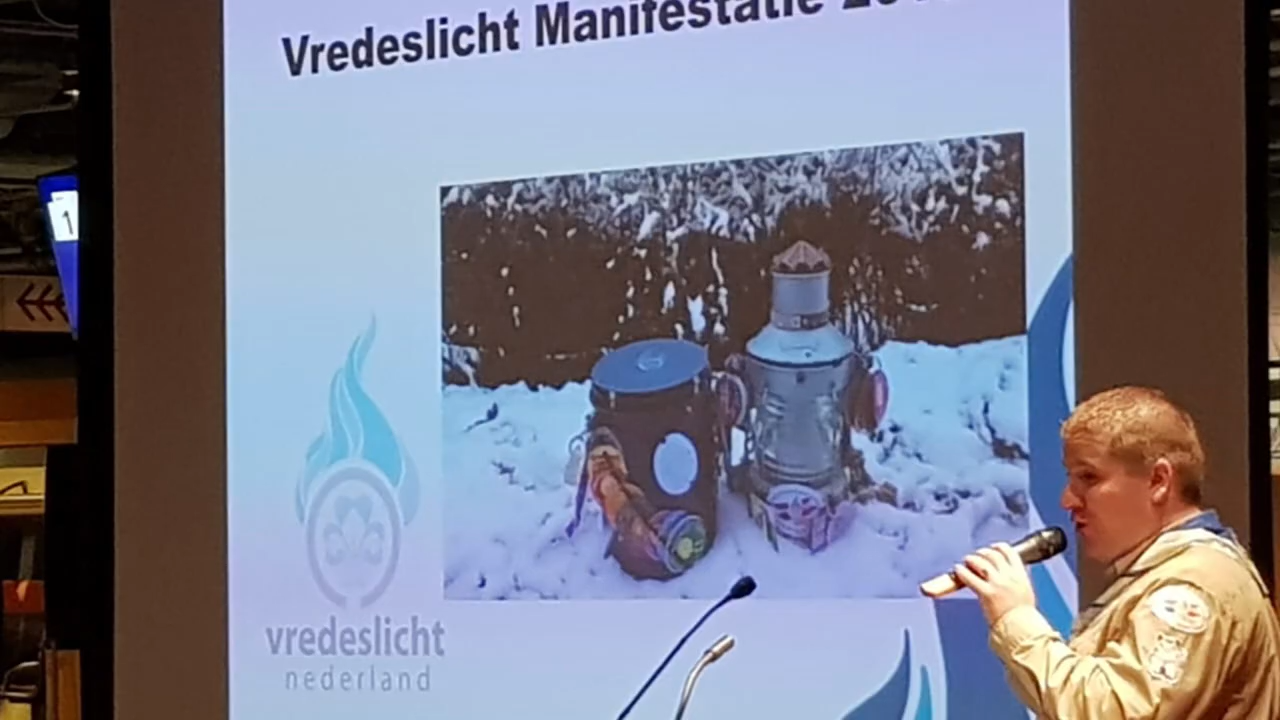 Vredeslicht Manifestatie
1
vredeslicht
nederland